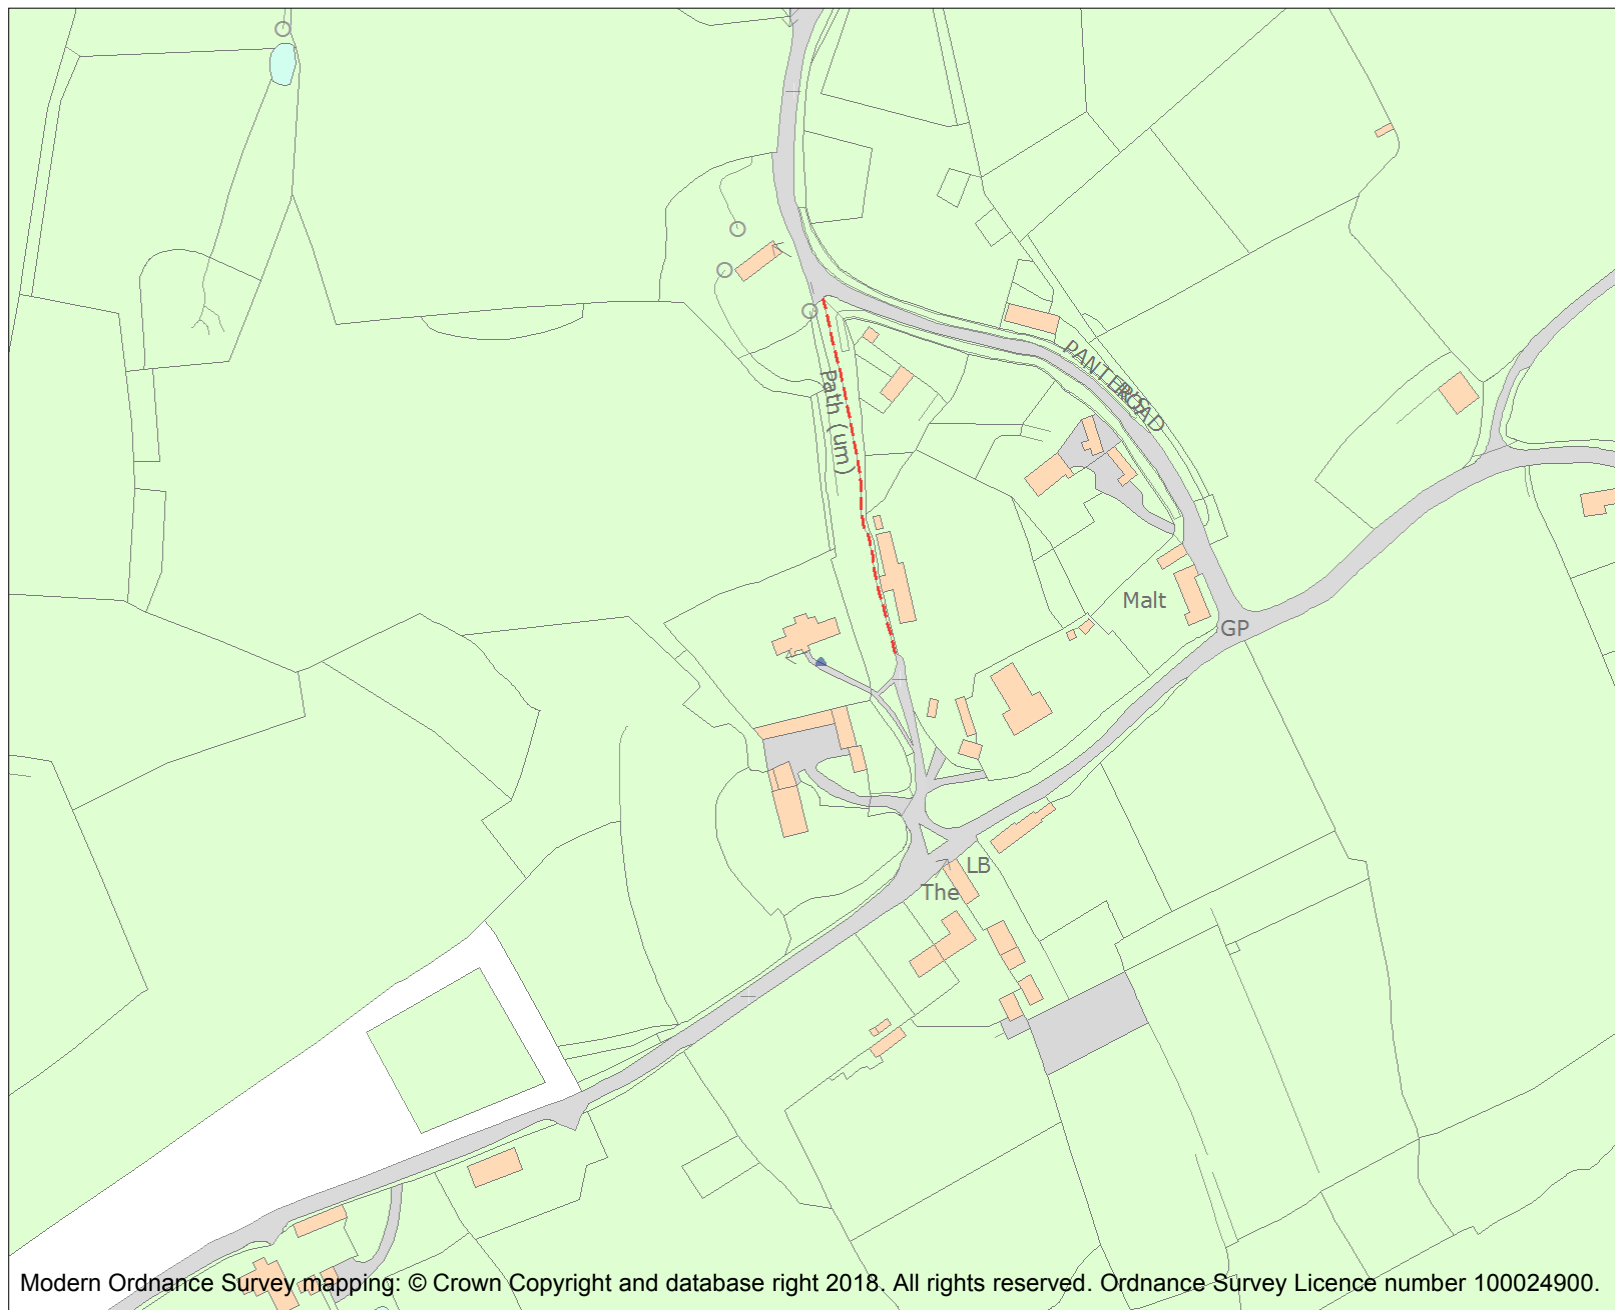 Path (um)
PANTERS
ROAD
Malt
GP
LB
The
Modern Ordnance Survey mapping: © Crown Copyright and database right 2018. All rights reserved. Ordnance Survey Licence number 100024900.